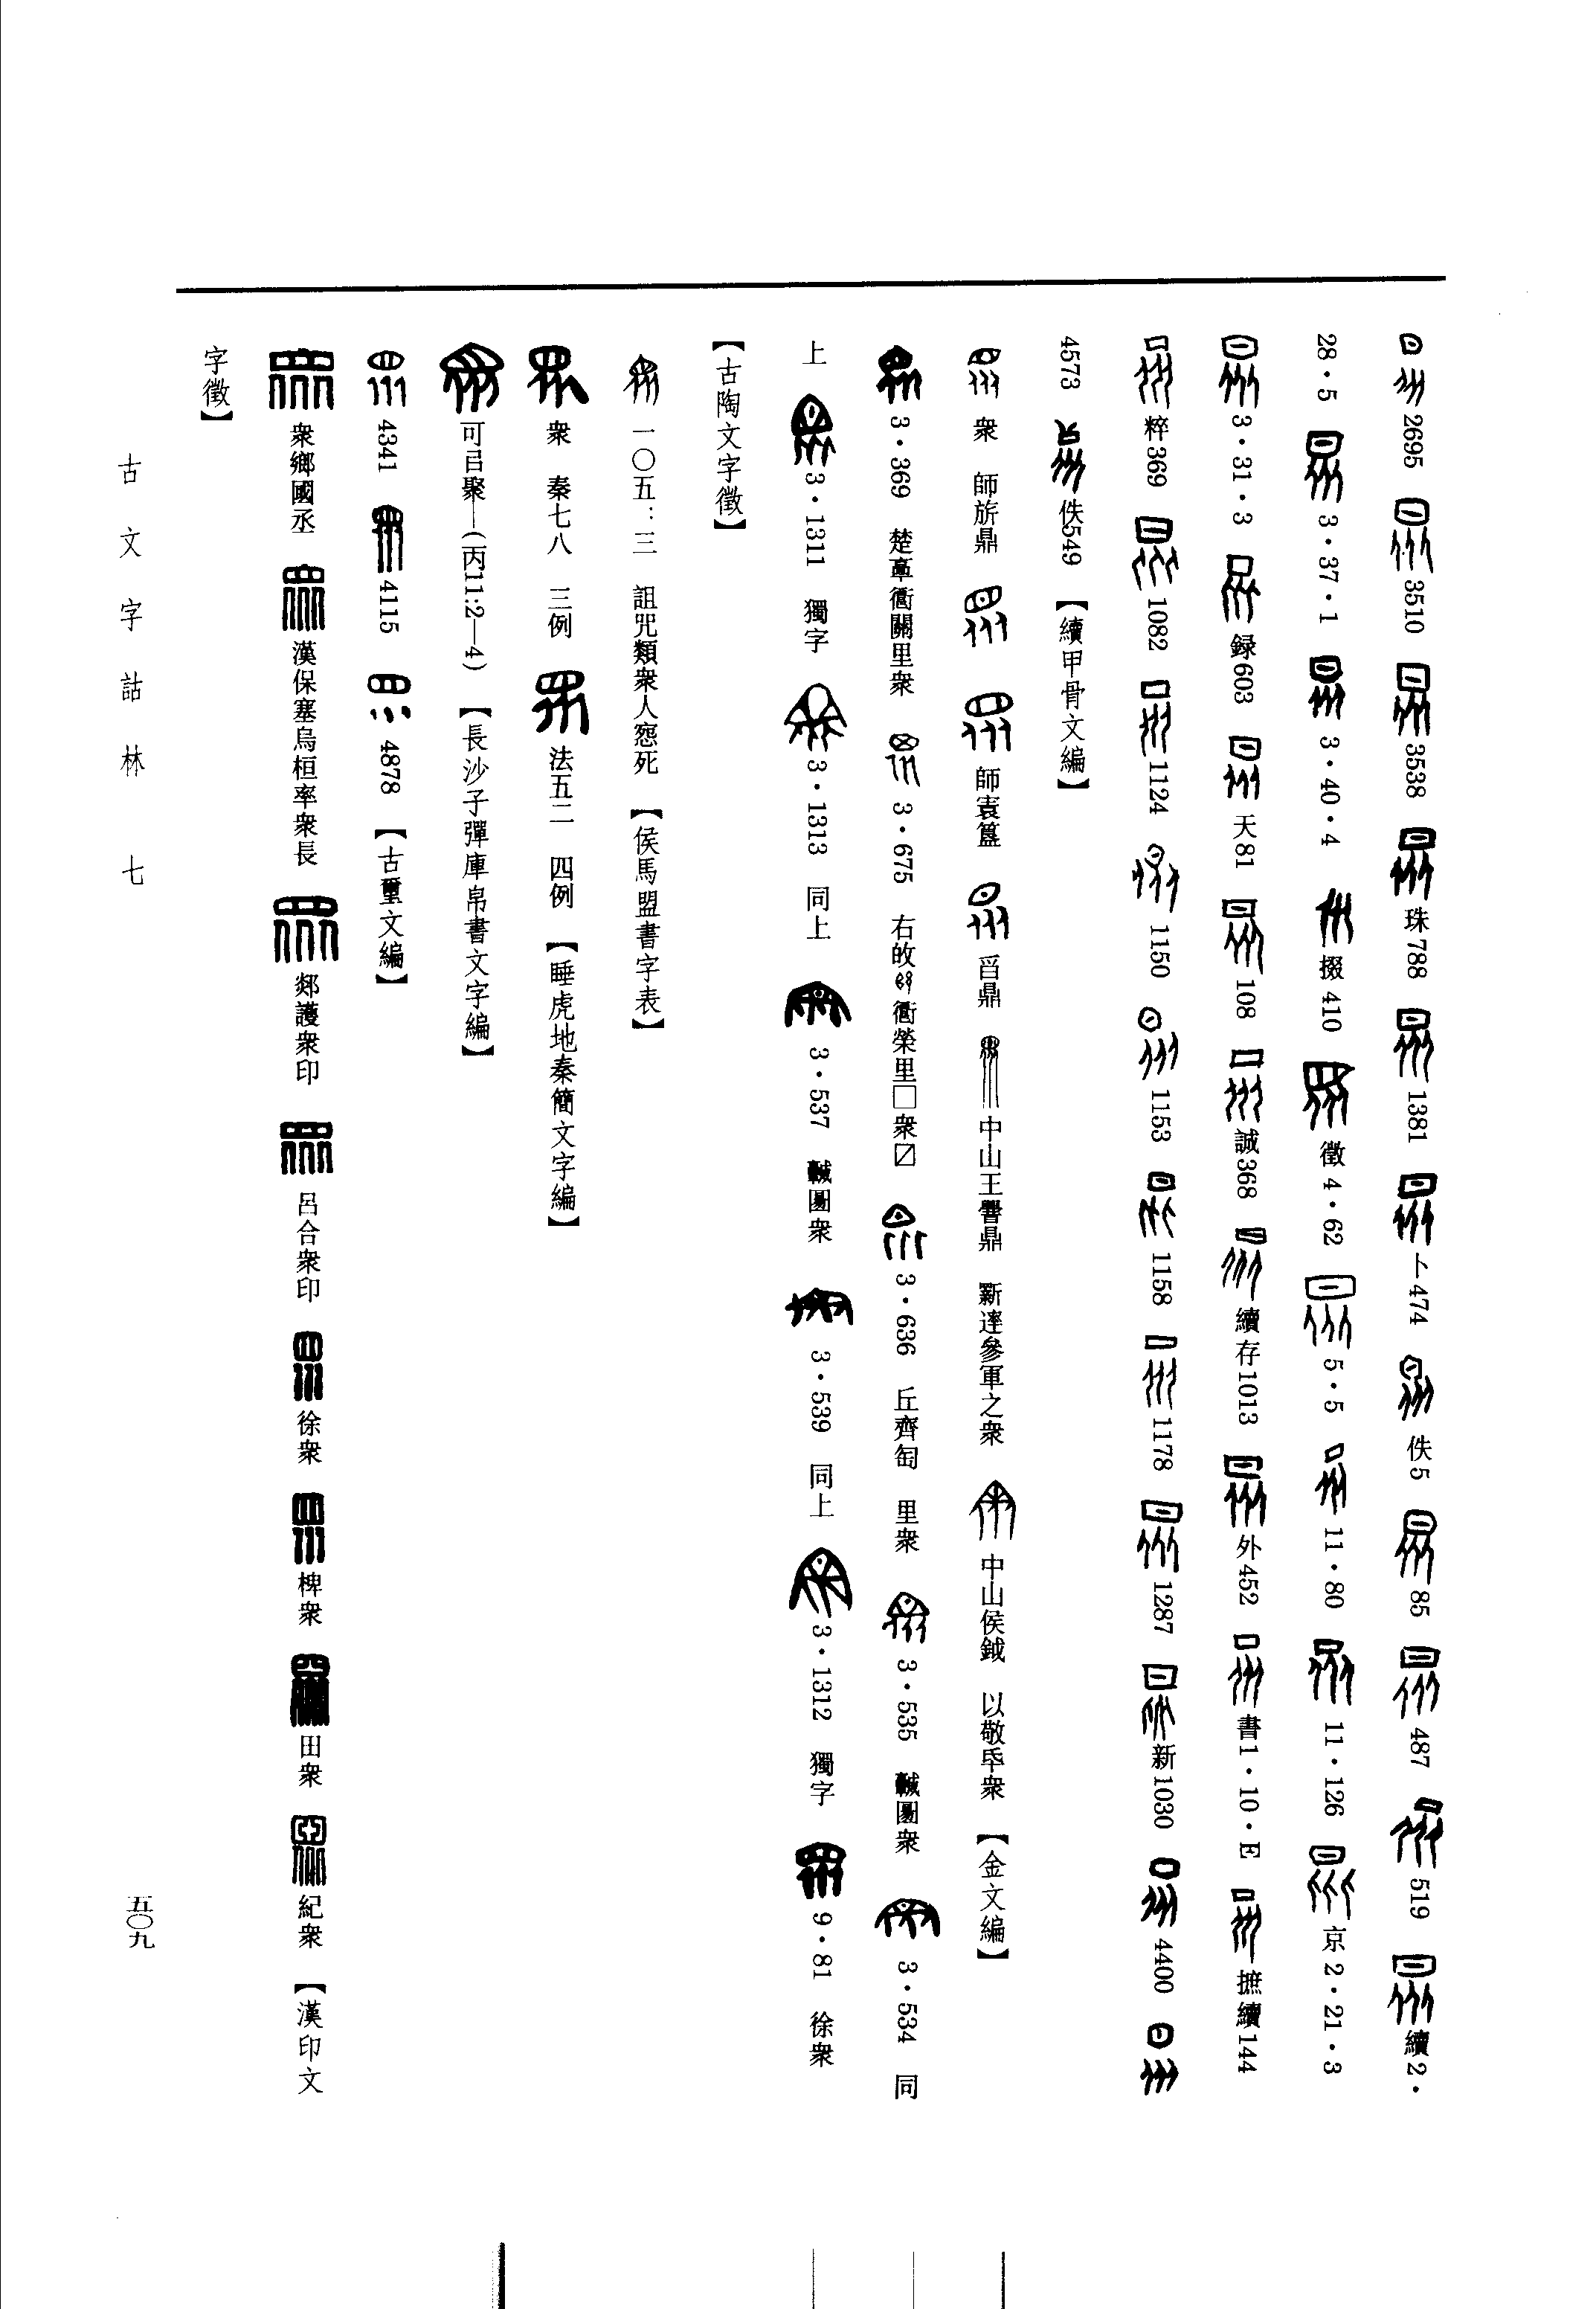 2695 3510 3538 珠788 1381 卜474 佚5 85 487 519 續2·
28·5 3·37·1 3·40·4 掇410 徵4·62 5·5 11·80 11·126 京2·21·3
3·31·3 録603 天81 108 誠368 續存1013 外452 書1·10·E 摭續144
粹369 1082 1124 1150 1153 1158 1178 1287 新1030 4400
4573 佚549 【續甲骨文編】
衆 師旂鼎 師㝨簋 舀鼎 中山王䜭鼎 參軍之衆 中山侯鉞 以敬氒衆 【金文編】
3·369 楚𩫏衟關里衆 3·675 右衟榮里□衆〼 3·636 丘齊匋 里衆 3·535 衆 3·534 同
上 3·1311 獨字 3·1313 同上 3·537 衆 3·539 同上 3·1312 獨字 9·81 徐衆
【古陶文字徵】
一〇五：三 詛咒類衆人惌死 【侯馬盟書字表】
衆 秦七八 三例 法五二 四例 【睡虎地秦簡文字編】
可㠯聚—(丙11:2—4) 【長沙子彈庫帛書文字編】
4341 4115 4878 【古璽文編】
衆鄉國丞 漢保塞烏桓率衆長 郯護衆印 呂合衆印 徐衆 椑衆 田衆 紀衆 【漢印文
字徵】
古文字詁林 七
五〇九